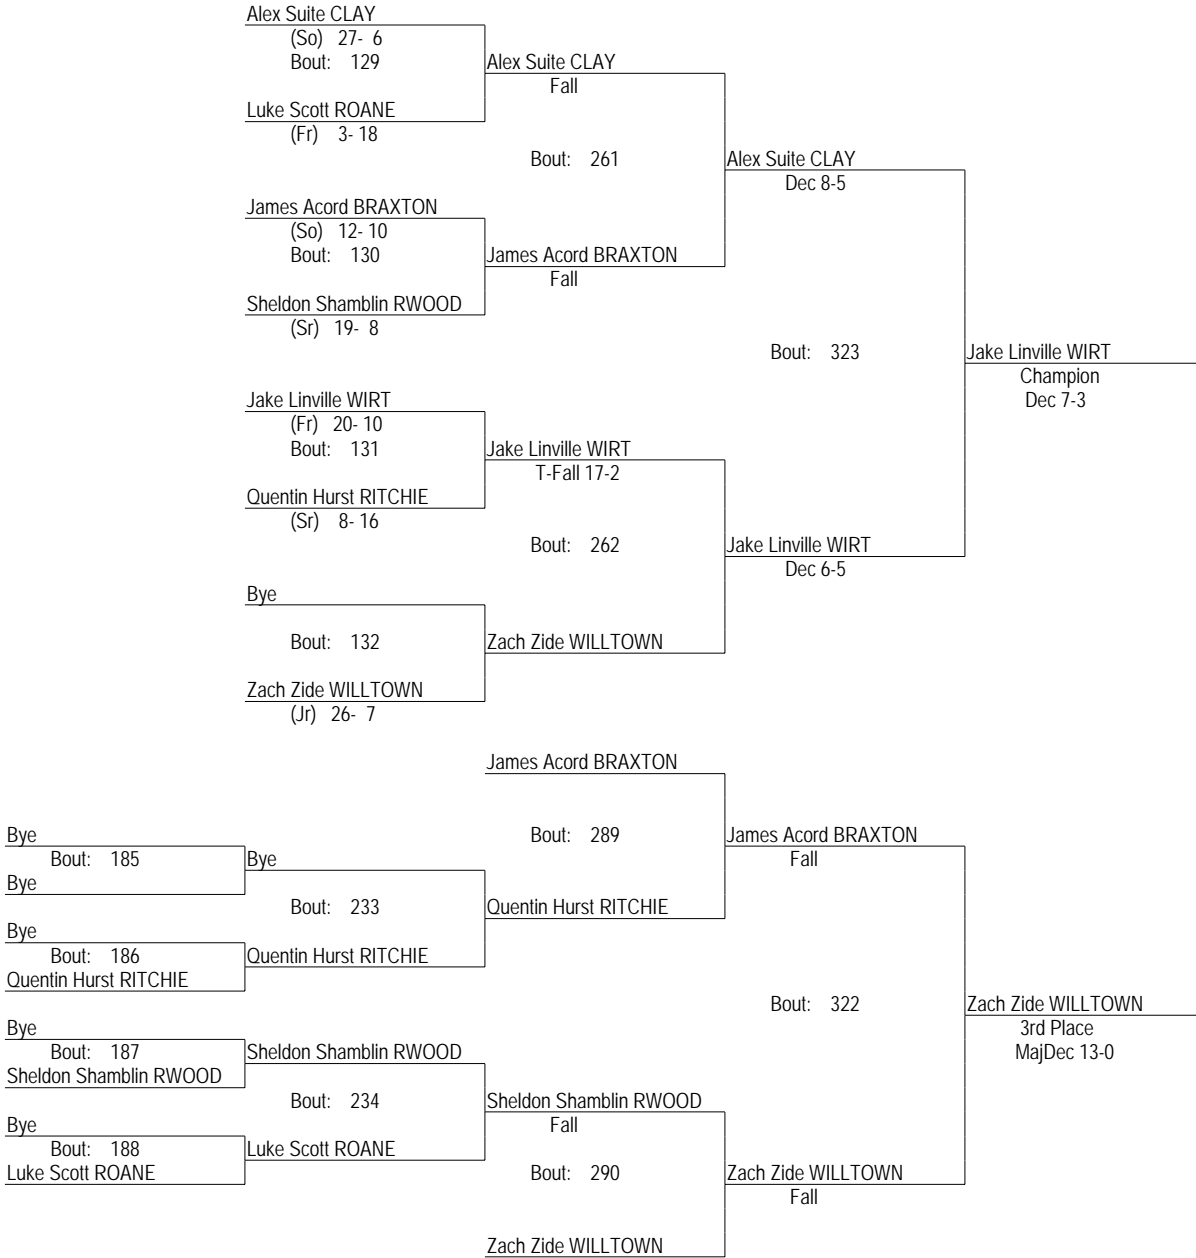 Alex Suite CLAY
(So) 27- 6
Bout: 129
Alex Suite CLAY
Fall
Luke Scott ROANE
(Fr) 3- 18
Bout: 261
Alex Suite CLAY
Dec 8-5
James Acord BRAXTON
(So) 12- 10
Bout: 130
James Acord BRAXTON
Fall
Sheldon Shamblin RWOOD
(Sr) 19- 8
Bout: 323
Jake Linville WIRT
Champion
Dec 7-3
Jake Linville WIRT
(Fr) 20- 10
Bout: 131
Jake Linville WIRT
T-Fall 17-2
Quentin Hurst RITCHIE
(Sr) 8- 16
Bout: 262
Jake Linville WIRT
Dec 6-5
Bye
Bout: 132
Zach Zide WILLTOWN
Zach Zide WILLTOWN
(Jr) 26- 7
James Acord BRAXTON
Bout: 289
James Acord BRAXTON
Fall
Bye
Bout: 185
Bye
Bye
Bout: 233
Quentin Hurst RITCHIE
Bye
Bout: 186
Quentin Hurst RITCHIE
Quentin Hurst RITCHIE
Bout: 322
Zach Zide WILLTOWN
3rd Place
MajDec 13-0
Bye
Bout: 187
Sheldon Shamblin RWOOD
Sheldon Shamblin RWOOD
Bout: 234
Sheldon Shamblin RWOOD
Fall
Bye
Bout: 188
Luke Scott ROANE
Luke Scott ROANE
Bout: 290
Zach Zide WILLTOWN
Fall
Zach Zide WILLTOWN